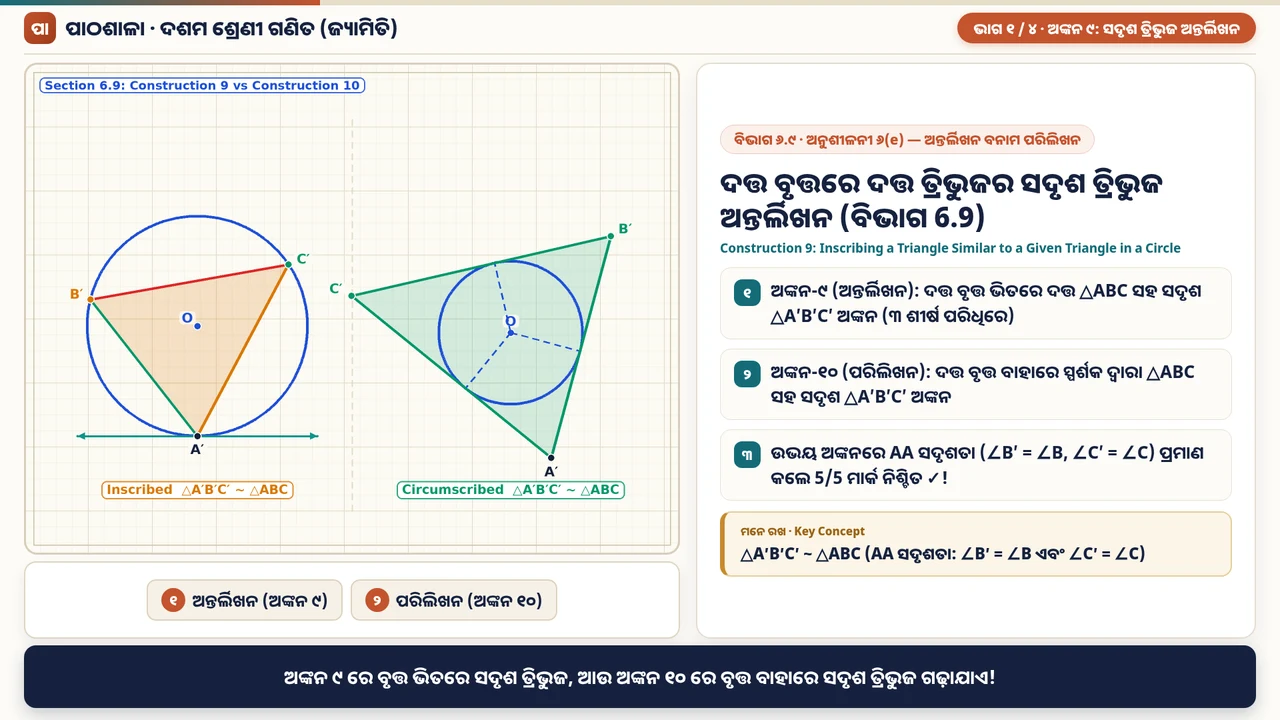 ପା
ପାଠଶାଳା · ଦଶମ ଶ୍ରେଣୀ ଗଣିତ (ଜ୍ୟାମିତି)
ଭାଗ ୧ / ୪ · ଅଙ୍କନ ୯: ସଦୃଶ ତ୍ରିଭୁଜ ଅନ୍ତର୍ଲିଖନ
Section 6.9: Construction 9 vs Construction 10
B′
C′
O
A′
Inscribed △A′B′C′ ~ △ABC
B′
C′
O
A′
Circumscribed △A′B′C′ ~ △ABC
୧ ଅନ୍ତର୍ଲିଖନ (ଅଙ୍କନ ୯)
୨ ପରିଲିଖନ (ଅଙ୍କନ ୧୦)
ବିଭାଗ ୬.୯ · ଅନୁଶୀଳନୀ ୬(e) — ଅନ୍ତର୍ଲିଖନ ବନାମ ପରିଲିଖନ
ଦତ୍ତ ବୃତ୍ତରେ ଦତ୍ତ ତ୍ରିଭୁଜର ସଦୃଶ ତ୍ରିଭୁଜ
ଅନ୍ତର୍ଲିଖନ (ବିଭାଗ 6.9)
Construction 9: Inscribing a Triangle Similar to a Given Triangle in a Circle
୧ ଅଙ୍କନ-୯ (ଅନ୍ତର୍ଲିଖନ): ଦତ୍ତ ବୃତ୍ତ ଭିତରେ ଦତ୍ତ △ABC ସହ ସଦୃଶ
△A′B′C′ ଅଙ୍କନ (୩ ଶୀର୍ଷ ପରିଧିରେ)
୨ ଅଙ୍କନ-୧୦ (ପରିଲିଖନ): ଦତ୍ତ ବୃତ୍ତ ବାହାରେ ସ୍ପର୍ଶକ ଦ୍ୱାରା △ABC
ସହ ସଦୃଶ △A′B′C′ ଅଙ୍କନ
୩ ଉଭୟ ଅଙ୍କନରେ AA ସଦୃଶତା (∠B′ = ∠B, ∠C′ = ∠C) ପ୍ରମାଣ
କଲେ 5/5 ମାର୍କ ନିଶ୍ଚିତ ✓!
ମନେ ରଖ · Key Concept
△A′B′C′ ~ △ABC (AA ସଦୃଶତା: ∠B′ = ∠B ଏବଂ ∠C′ = ∠C)
ଅଙ୍କନ ୯ ରେ ବୃତ୍ତ ଭିତରେ ସଦୃଶ ତ୍ରିଭୁଜ, ଆଉ ଅଙ୍କନ ୧୦ ରେ ବୃତ୍ତ ବାହାରେ ସଦୃଶ ତ୍ରିଭୁଜ ଗଢ଼ାଯାଏ!